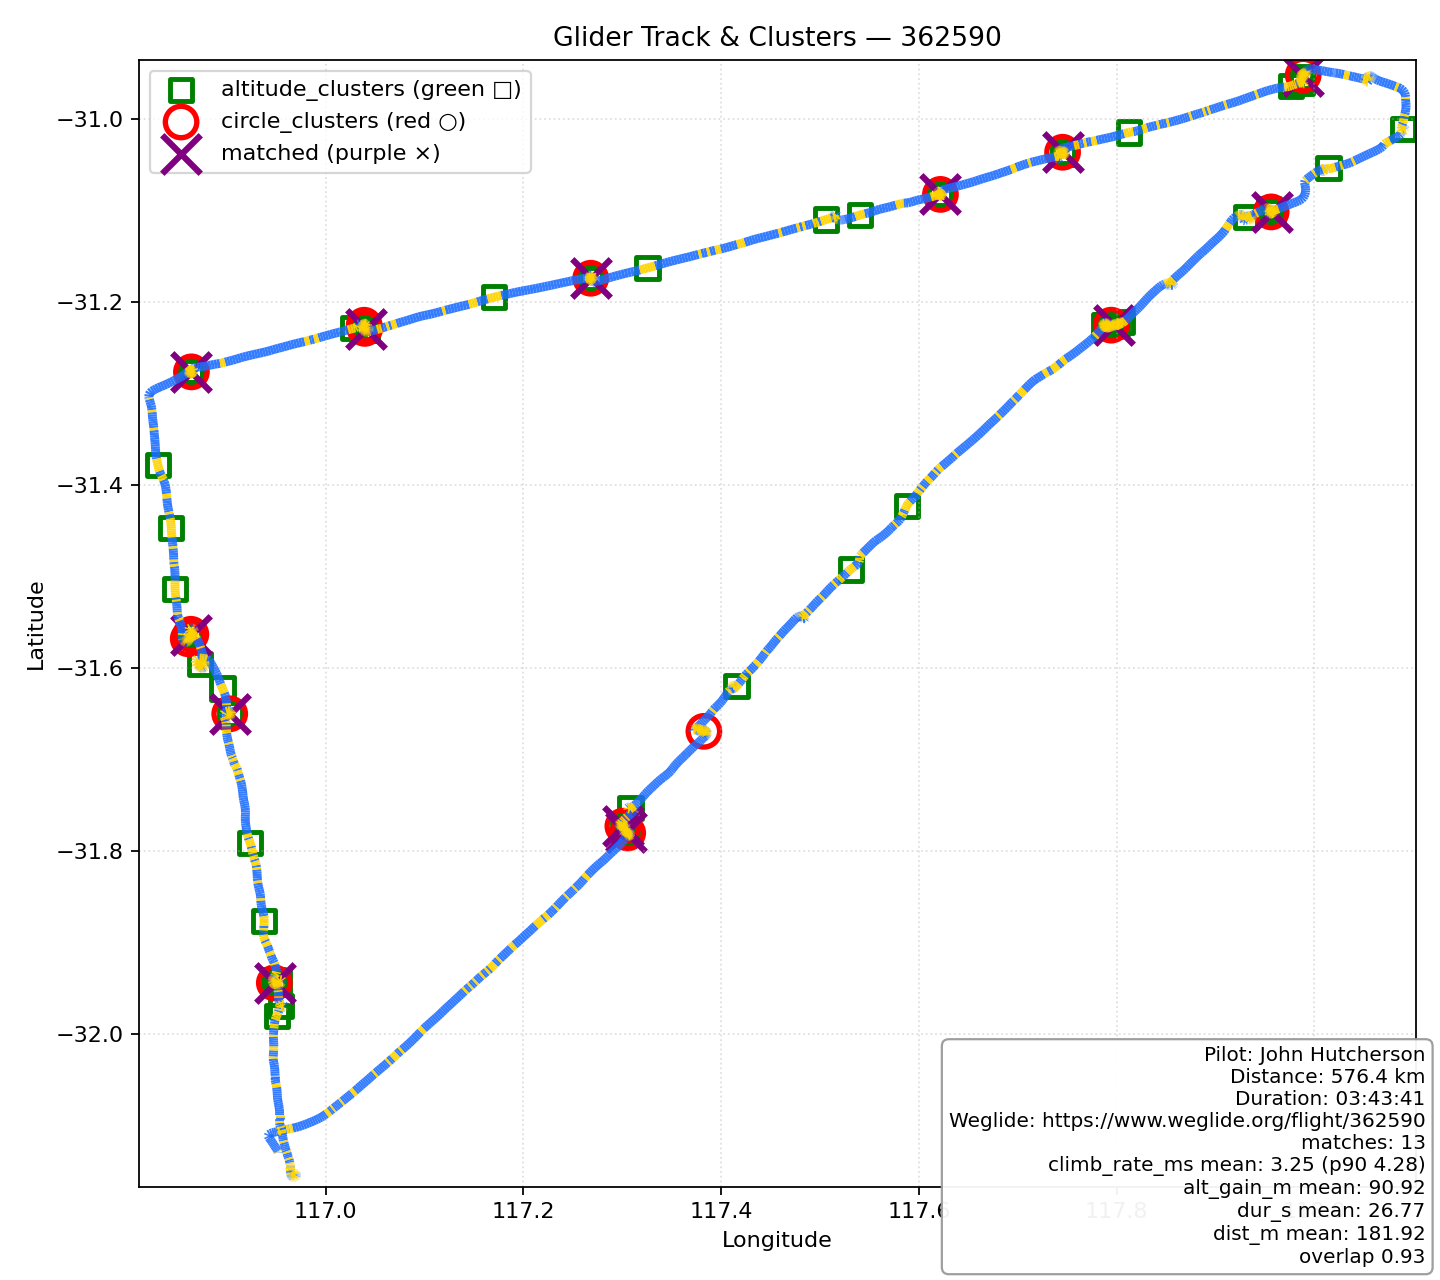 Glider Track & Clusters — 362590
altitude_clusters (green □)
circle_clusters (red ○)
matched (purple ×)
−31.0
−31.2
−31.4
−31.6
−31.8
−32.0
Latitude
117.0
117.2
117.4
117.6
117.8
Longitude
Pilot: John Hutcherson
Distance: 576.4 km
Duration: 03:43:41
Weglide: https://www.weglide.org/flight/362590
matches: 13
climb_rate_ms mean: 3.25 (p90 4.28)
alt_gain_m mean: 90.92
dur_s mean: 26.77
dist_m mean: 181.92
overlap 0.93